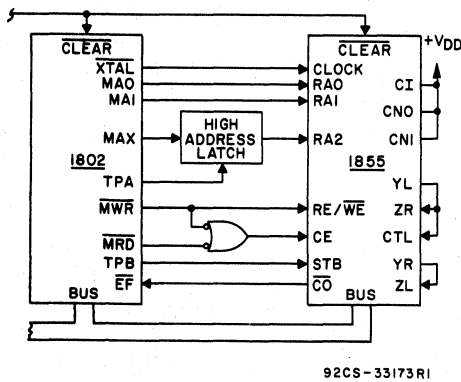 CLEAR CLEAR +VDD
XTAL CLOCK
MA0 RA0 CI
MA1 RA1
CN0
HIGH
ADDRESS
LATCH
MAX RA2 CN1
1802 1855
TPA YL
MWR RE/WE ZR
CE CTL
MRD
TPB STB YR
EF CO ZL
BUS BUS
92CS-33173R1